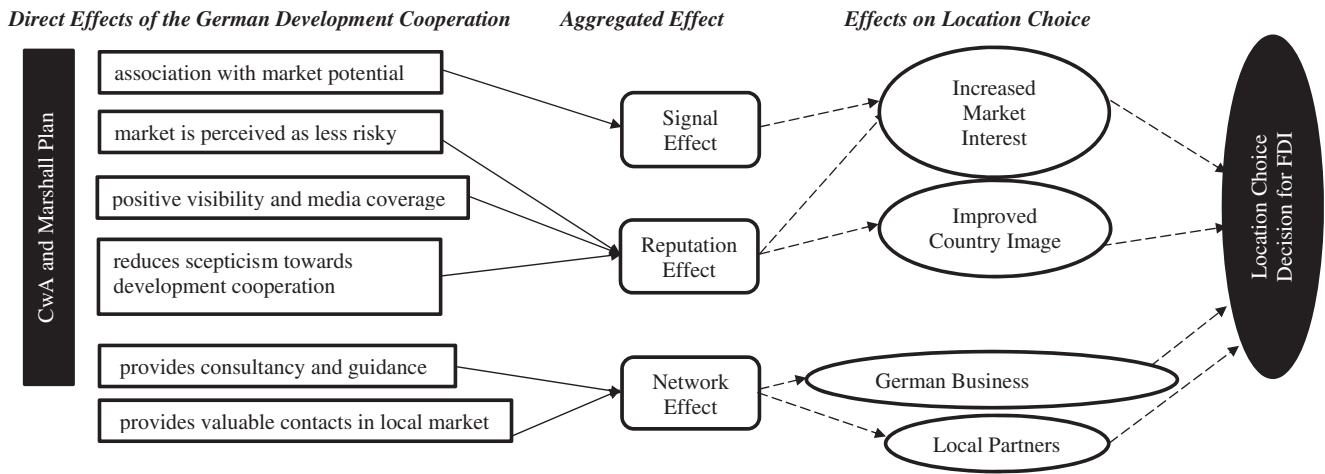 Direct Effects of the German Development Cooperation
Aggregated Effect
Effects on Location Choice
CwA and Marshall Plan
association with market potential
market is perceived as less risky
positive visibility and media coverage
reduces scepticism towards
development cooperation
provides consultancy and guidance
provides valuable contacts in local market
Signal
Effect
Reputation
Effect
Network
Effect
Increased
Market
Interest
Improved
Country Image
German Business
Local Partners
Location Choice
Decision for FDI